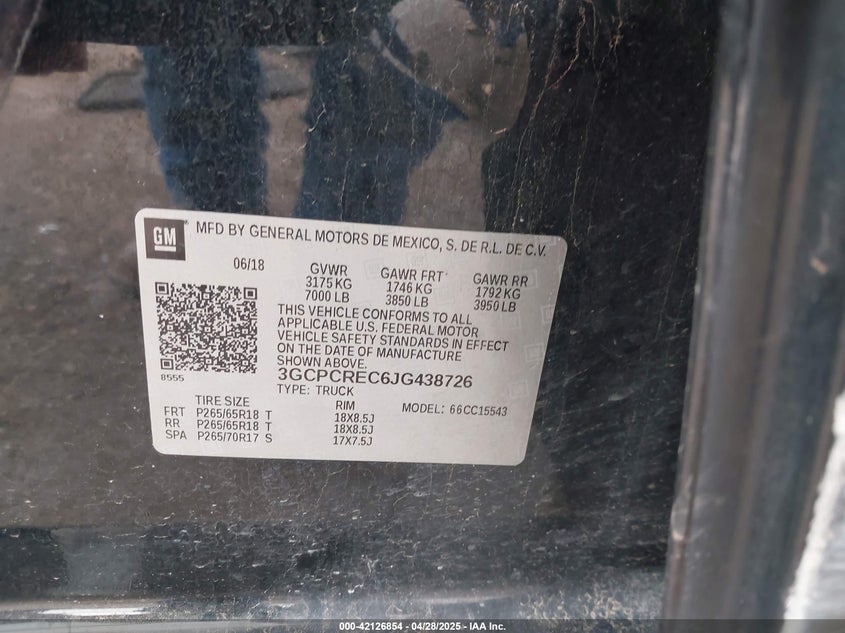 GM
MFD BY GENERAL MOTORS DE MEXICO, S. DE R.L. DE C.V.
06/18 GVWR GAWR FRT GAWR RR
3175 KG 1746 KG 1792 KG
7000 LB 3850 LB 3950 LB
THIS VEHICLE CONFORMS TO ALL
APPLICABLE U.S. FEDERAL MOTOR
VEHICLE SAFETY STANDARDS IN EFFECT
ON THE DATE OF MANUFACTURE
SHOWN ABOVE.
8555
3GCPCREC6JG438726
TYPE: TRUCK
TIRE SIZE RIM MODEL: 66CC15543
FRT P265/65R18 T 18X8.5J
RR P265/65R18 T 18X8.5J
SPA P265/70R17 S 17X7.5J
000-42126854 - 04/28/2025 - IAA Inc.